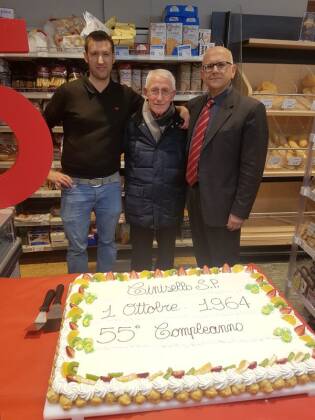 Cinisello S.P.
1 Ottobre 1964
55° Compleanno